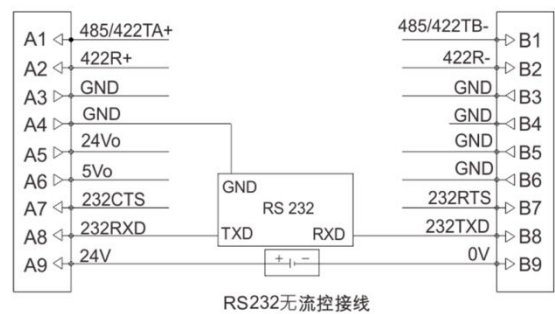 A1 485/422TA+ 485/422TB- B1
A2 422R+ 422R- B2
A3 GND GND B3
A4 GND GND B4
A5 24Vo GND B5
A6 5Vo GND B6
GND
RS 232
A7 232CTS 232RTS B7
A8 232RXD TXD RXD 232TXD B8
A9 24V + − 0V B9
RS232无流控接线